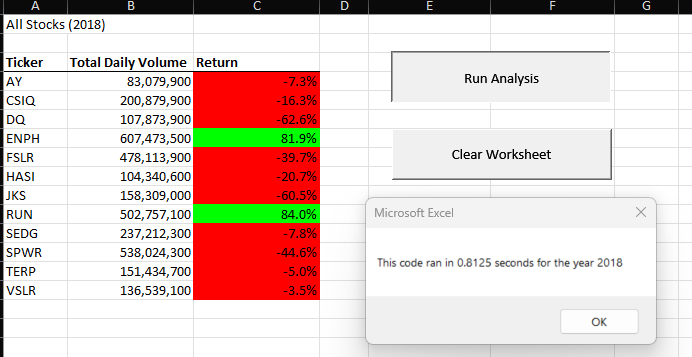 A B C D E F G
All Stocks (2018)
Ticker Total Daily Volume Return
AY 83,079,900 -7.3%
CSIQ 200,879,900 -16.3%
DQ 107,873,900 -62.6%
ENPH 607,473,500 81.9%
FSLR 478,113,900 -39.7%
HASI 104,340,600 -20.7%
JKS 158,309,000 -60.5%
RUN 502,757,100 84.0%
SEDG 237,212,300 -7.8%
SPWR 538,024,300 -44.6%
TERP 151,434,700 -5.0%
VSLR 136,539,100 -3.5%
Run Analysis
Clear Worksheet
Microsoft Excel
This code ran in 0.8125 seconds for the year 2018
OK